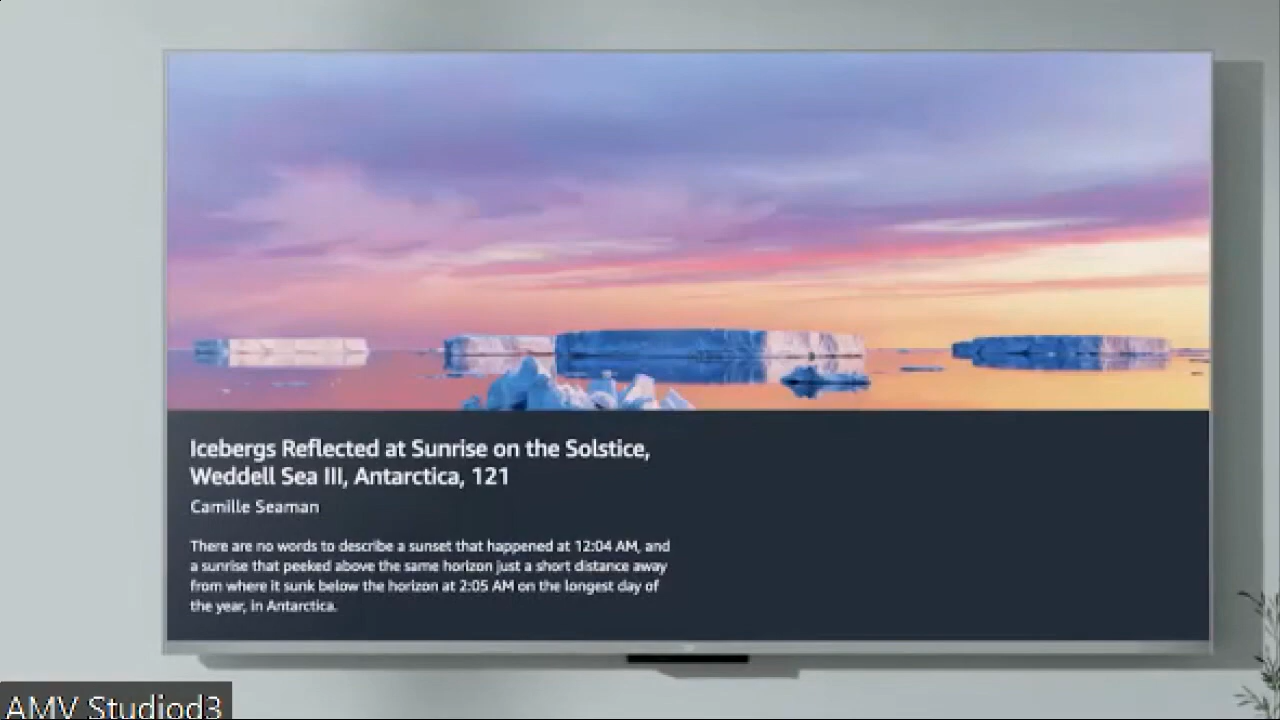 Icebergs Reflected at Sunrise on the Solstice,
Weddell Sea III, Antarctica, 121
Camille Seaman
There are no words to describe a sunset that happened at 12:04 AM, and
a sunrise that peeked above the same horizon just a short distance away
from where it sunk below the horizon at 2:05 AM on the longest day of
the year, in Antarctica.
AMV Studiod3